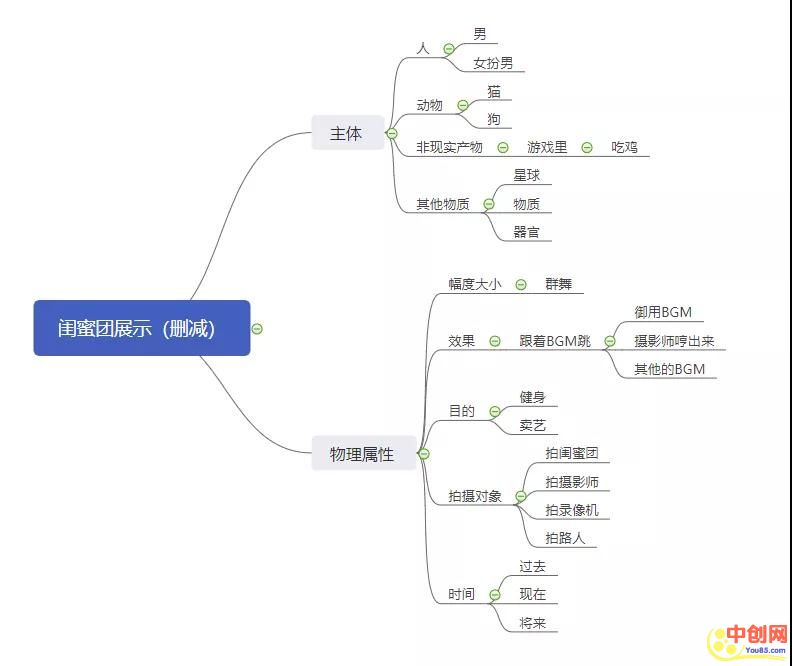 闺蜜团展示（删减）
主体
人
男
女扮男
动物
猫
狗
非现实产物
游戏里
吃鸡
其他物质
星球
物质
器官
物理属性
幅度大小
群舞
效果
跟着BGM跳
御用BGM
摄影师哼出来
其他的BGM
目的
健身
卖艺
拍摄对象
拍闺蜜团
拍摄影师
拍录像机
拍路人
时间
过去
现在
将来
中创网
You85.com